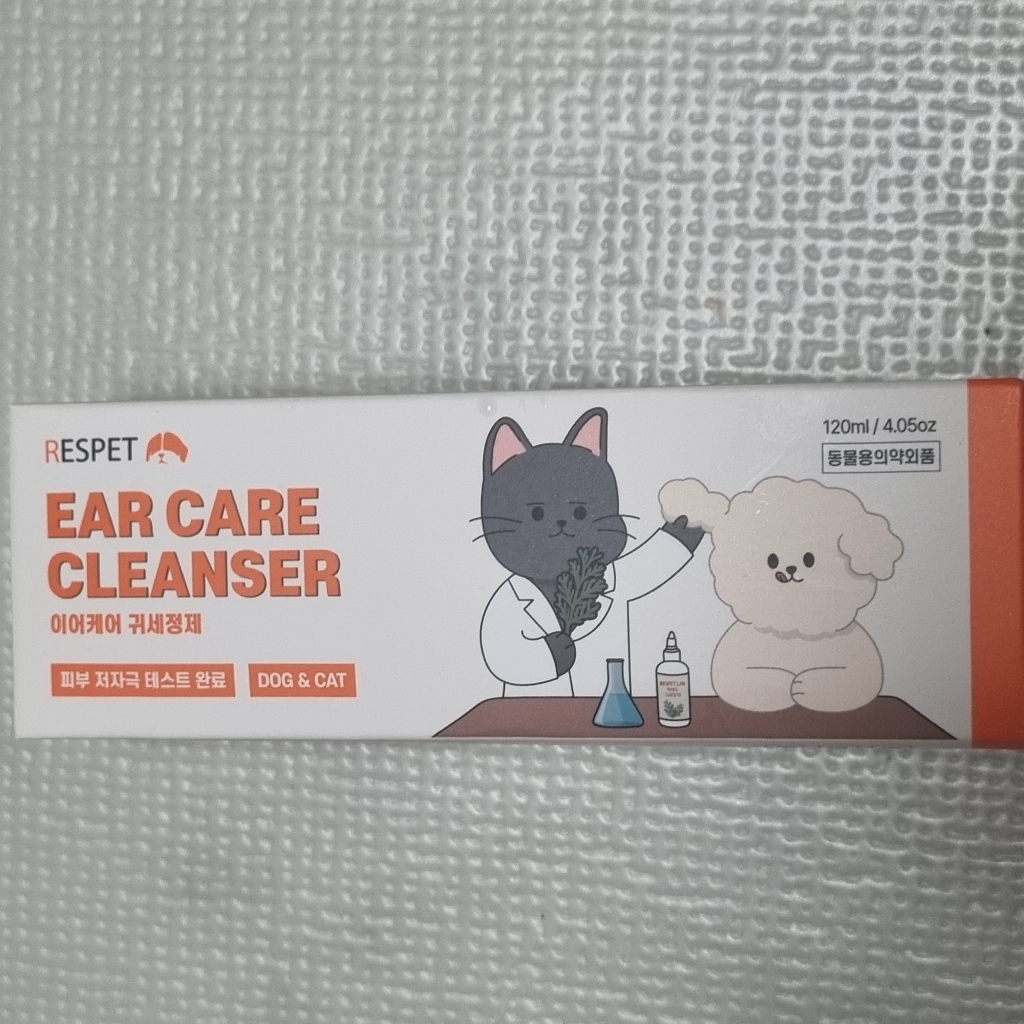 RESPET
EAR CARE
CLEANSER
이어케어 귀세정제
피부 저자극 테스트 완료
DOG & CAT
120ml / 4.05oz
동물용의약외품